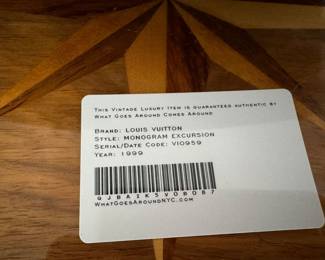 This Vintage Luxury Item is guaranteed authentic by
What Goes Around Comes Around
Brand: Louis Vuitton
Style: Monogram Excursion
Serial/Date Code: VI0959
Year: 1999
WhatGoesAroundNYC.com